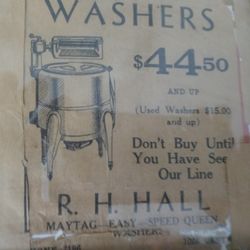 WASHERS
$44.50
AND UP
(Used Washers $15.00
and up)
Don't Buy Until
You Have See
Our Line
R. H. HALL
MAYTAG EASY SPEED QUEEN
WASHERS